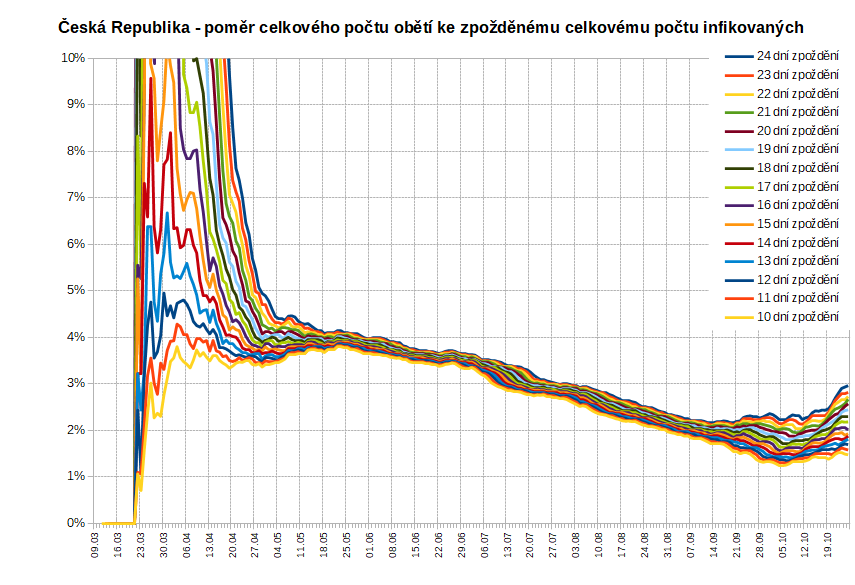 Česká Republika - poměr celkového počtu obětí ke zpožděnému celkovému počtu infikovaných
10%
9%
8%
7%
6%
5%
4%
3%
2%
1%
0%
24 dní zpoždění
23 dní zpoždění
22 dní zpoždění
21 dní zpoždění
20 dní zpoždění
19 dní zpoždění
18 dní zpoždění
17 dní zpoždění
16 dní zpoždění
15 dní zpoždění
14 dní zpoždění
13 dní zpoždění
12 dní zpoždění
11 dní zpoždění
10 dní zpoždění
09.03
16.03
23.03
30.03
06.04
13.04
20.04
27.04
04.05
11.05
18.05
25.05
01.06
08.06
15.06
22.06
29.06
06.07
13.07
20.07
27.07
03.08
10.08
17.08
24.08
31.08
07.09
14.09
21.09
28.09
05.10
12.10
19.10